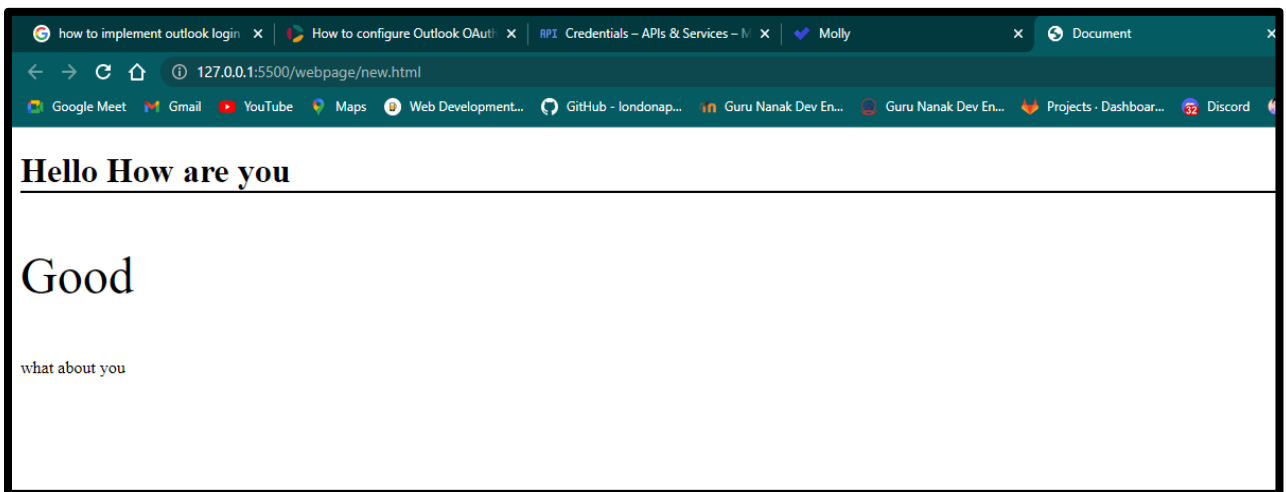 how to implement outlook login
How to configure Outlook OAuth
API Credentials – APIs & Services – M
Molly
Document
127.0.0.1:5500/webpage/new.html
Google Meet
Gmail
YouTube
Maps
Web Development...
GitHub - londonap...
Guru Nanak Dev En...
Guru Nanak Dev En...
Projects · Dashboar...
32 Discord
Hello How are you
Good
what about you